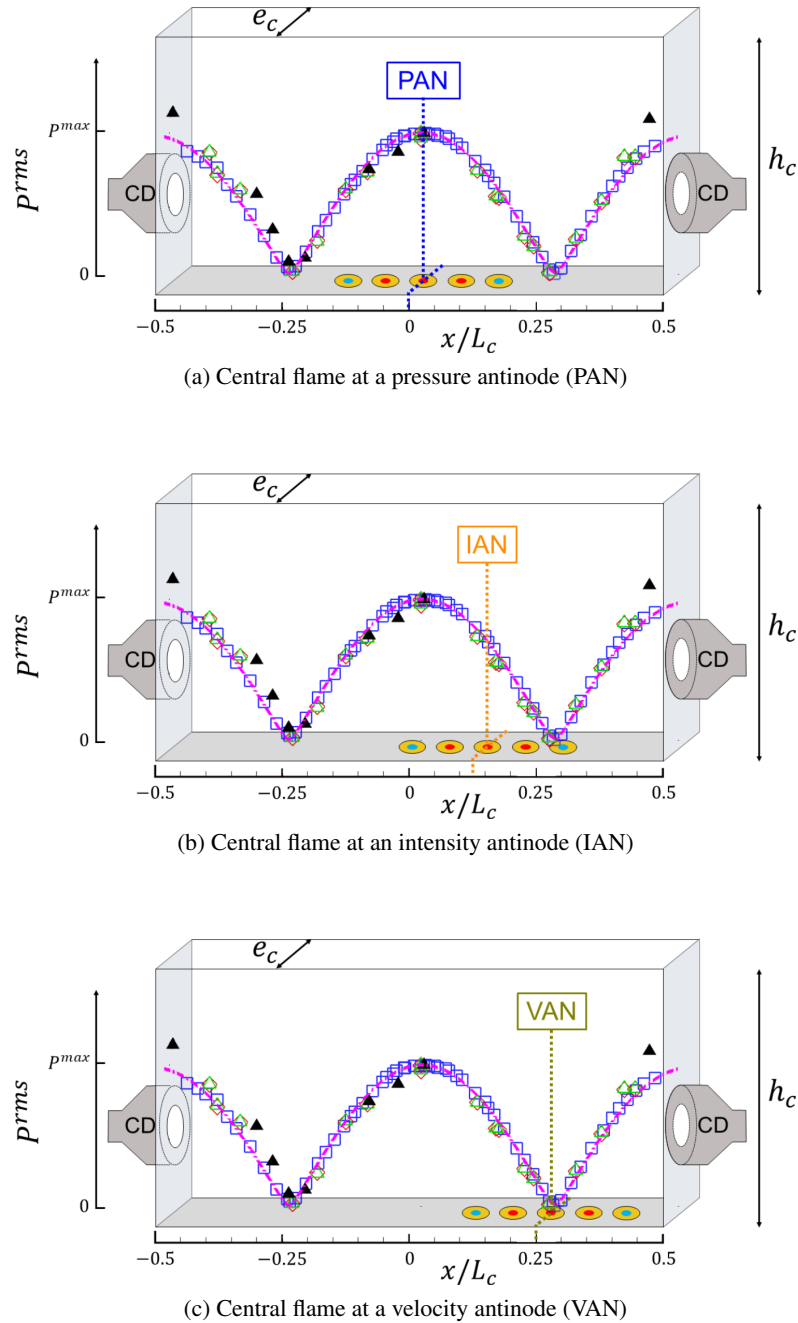 e_c
PAN
P^{max}
P^{rms}
CD
CD
h_c
0
−0.5 −0.25 0 0.25 0.5
x/L_c
(a) Central flame at a pressure antinode (PAN)
e_c
IAN
P^{max}
P^{rms}
CD
CD
h_c
0
−0.5 −0.25 0 0.25 0.5
x/L_c
(b) Central flame at an intensity antinode (IAN)
e_c
VAN
P^{max}
P^{rms}
CD
CD
h_c
0
−0.5 −0.25 0 0.25 0.5
x/L_c
(c) Central flame at a velocity antinode (VAN)